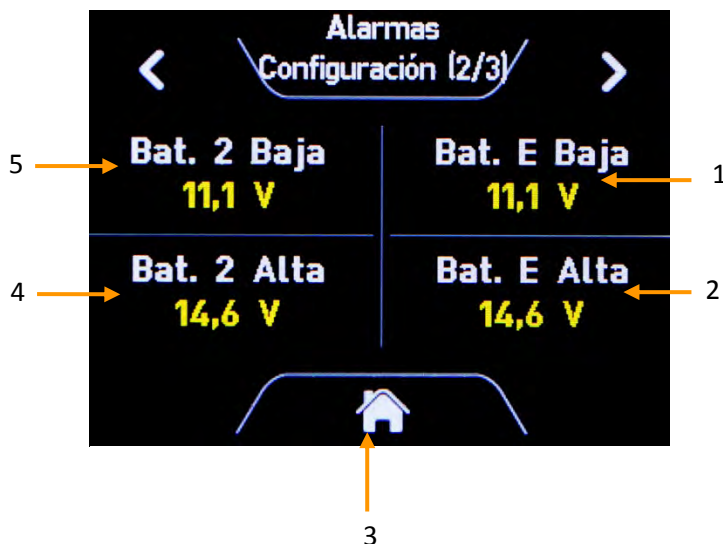 Alarmas
Configuración (2/3)
Bat. 2 Baja
11,1 V
Bat. E Baja
11,1 V
Bat. 2 Alta
14,6 V
Bat. E Alta
14,6 V
5
1
4
2
3